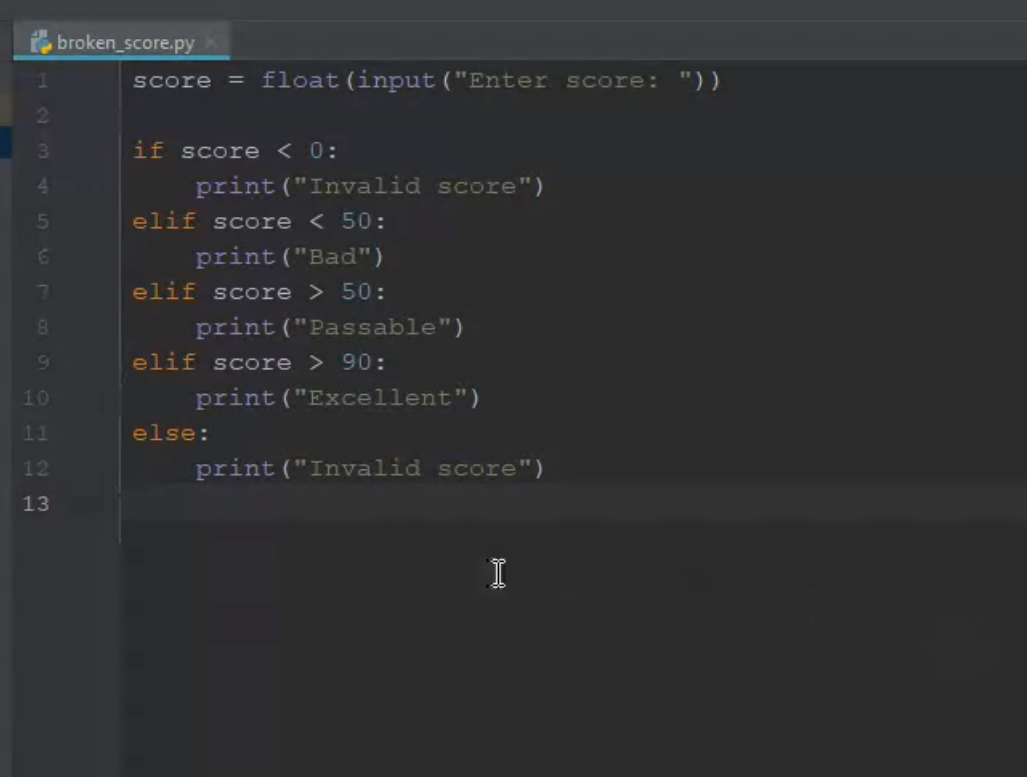 broken_score.py
1 score = float(input("Enter score: "))
2
3 if score < 0:
4     print("Invalid score")
5 elif score < 50:
6     print("Bad")
7 elif score > 50:
8     print("Passable")
9 elif score > 90:
10     print("Excellent")
11 else:
12     print("Invalid score")
13